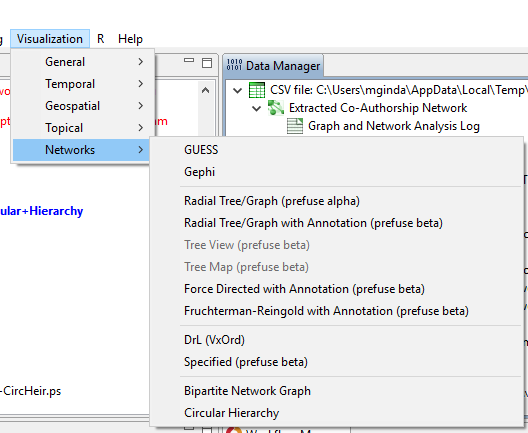 Visualization R Help
General
Temporal
Geospatial
Topical
Networks
Data Manager
CSV file: C:\Users\mginda\AppData\Local\Temp\
Extracted Co-Authorship Network
Graph and Network Analysis Log
GUESS
Gephi
Radial Tree/Graph (prefuse alpha)
Radial Tree/Graph with Annotation (prefuse beta)
Tree View (prefuse beta)
Tree Map (prefuse beta)
Force Directed with Annotation (prefuse beta)
Fruchterman-Reingold with Annotation (prefuse beta)
DrL (VxOrd)
Specified (prefuse beta)
Bipartite Network Graph
Circular Hierarchy
ular+Hierarchy
-CircHeir.ps